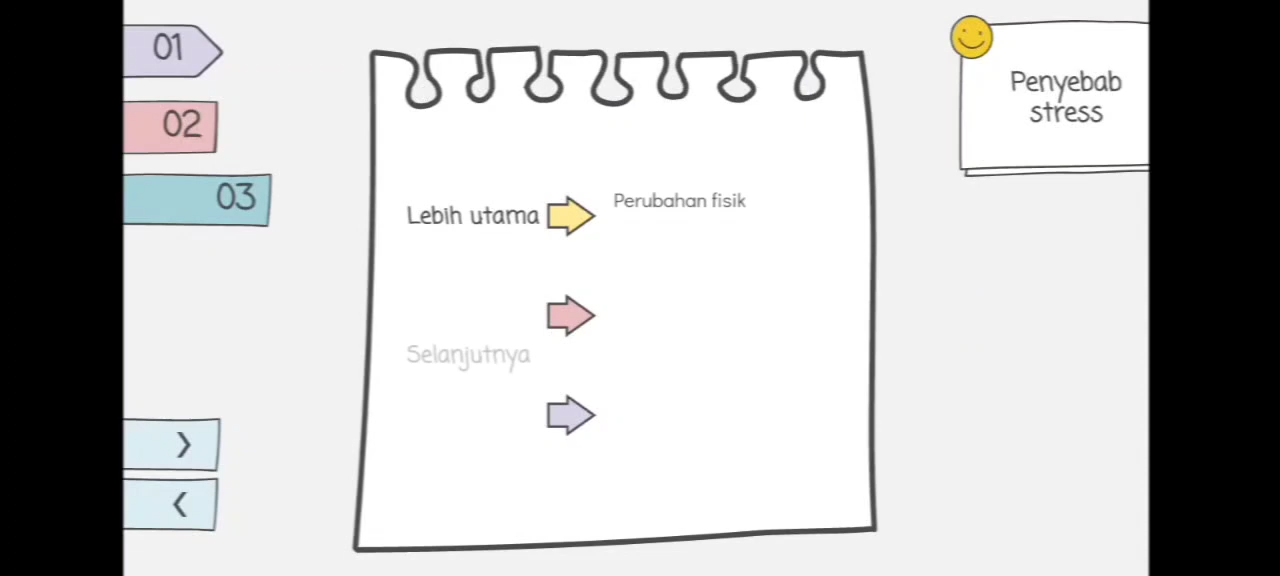 01
02
03
Penyebab
stress
Lebih utama
Perubahan fisik
Selanjutnya